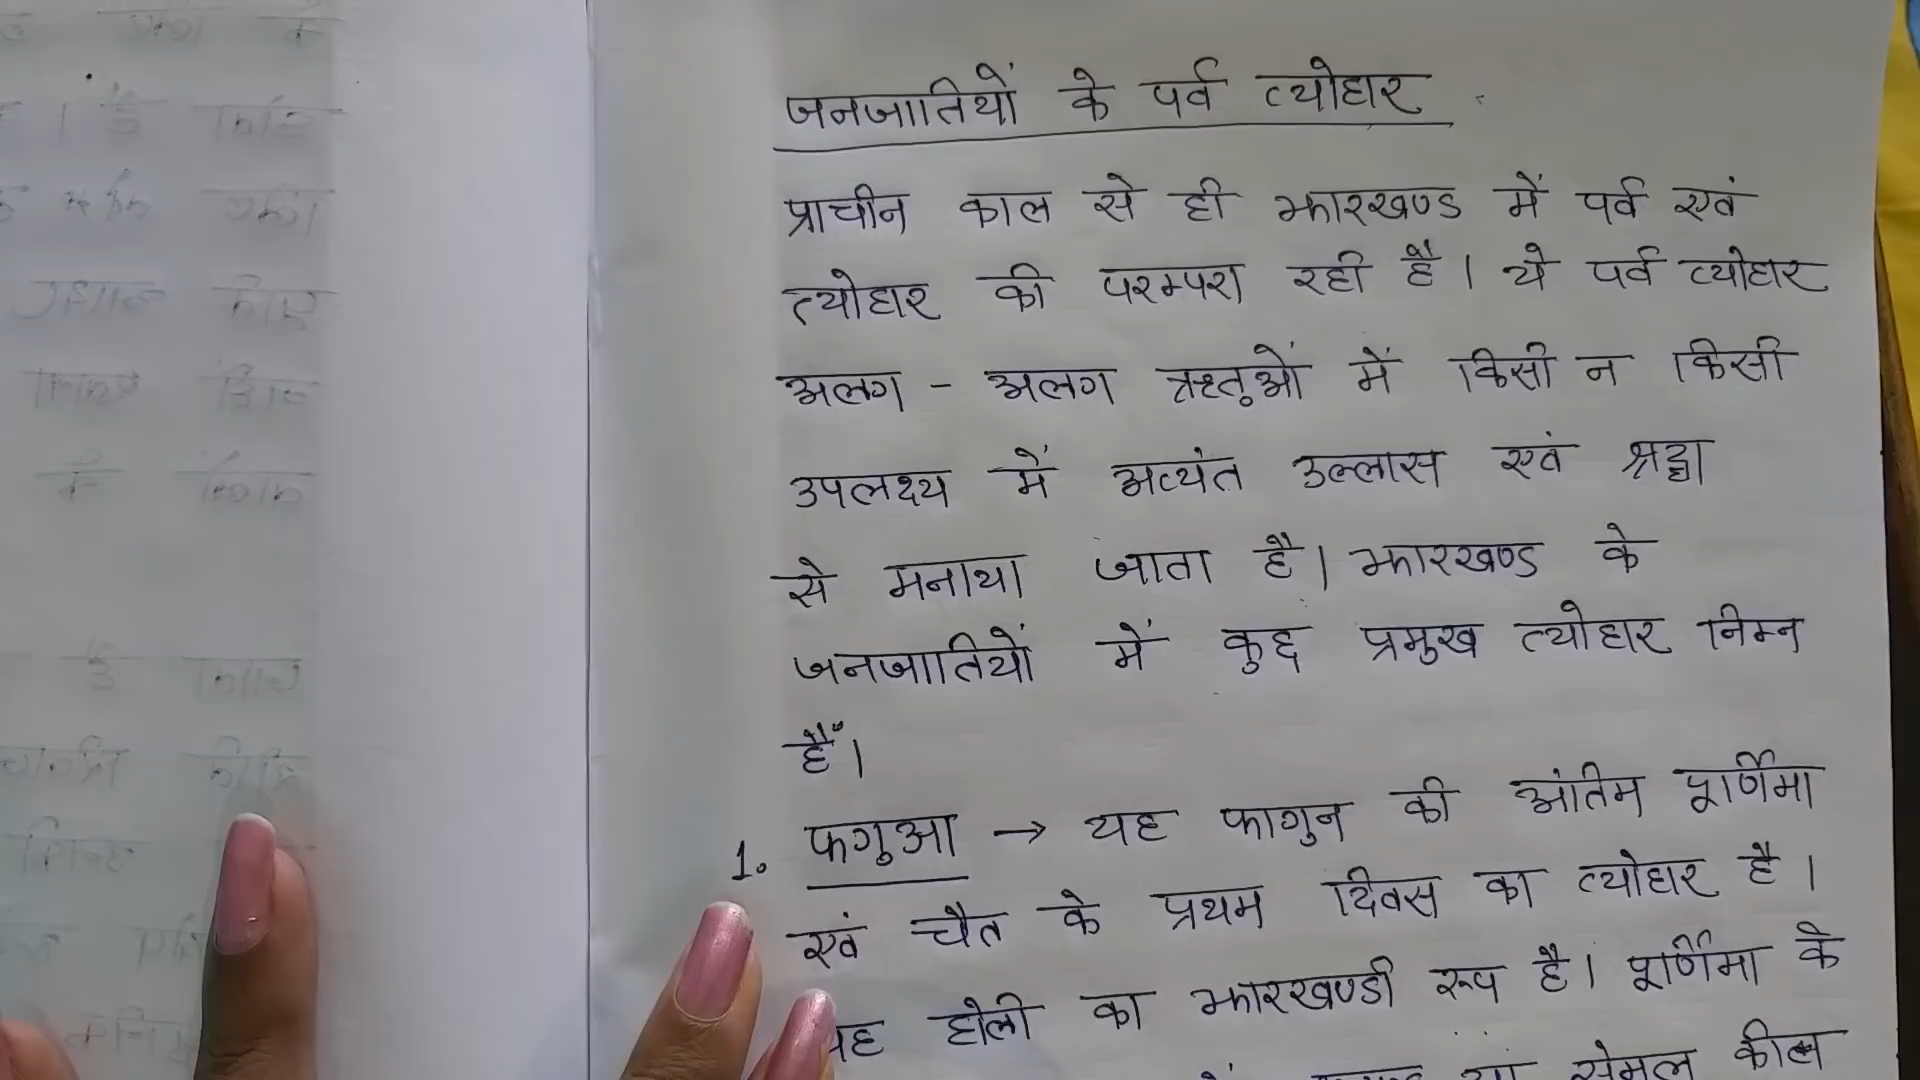 जनजातियों के पर्व त्योहार
प्राचीन काल से ही झारखण्ड में पर्व एवं
त्योहार की परम्परा रही है। ये पर्व त्योहार
अलग - अलग ऋतुओं में किसी न किसी
उपलक्ष्य में अत्यंत उल्लास एवं श्रद्धा
से मनाया जाता है। झारखण्ड के
जनजातियों में कुछ प्रमुख त्योहार निम्न
हैं।
1. फगुआ → यह फागुन की अंतिम पूर्णिमा
एवं चैत के प्रथम दिवस का त्योहार है।
यह होली का झारखण्डी रूप है। पूर्णिमा के
सेमल की